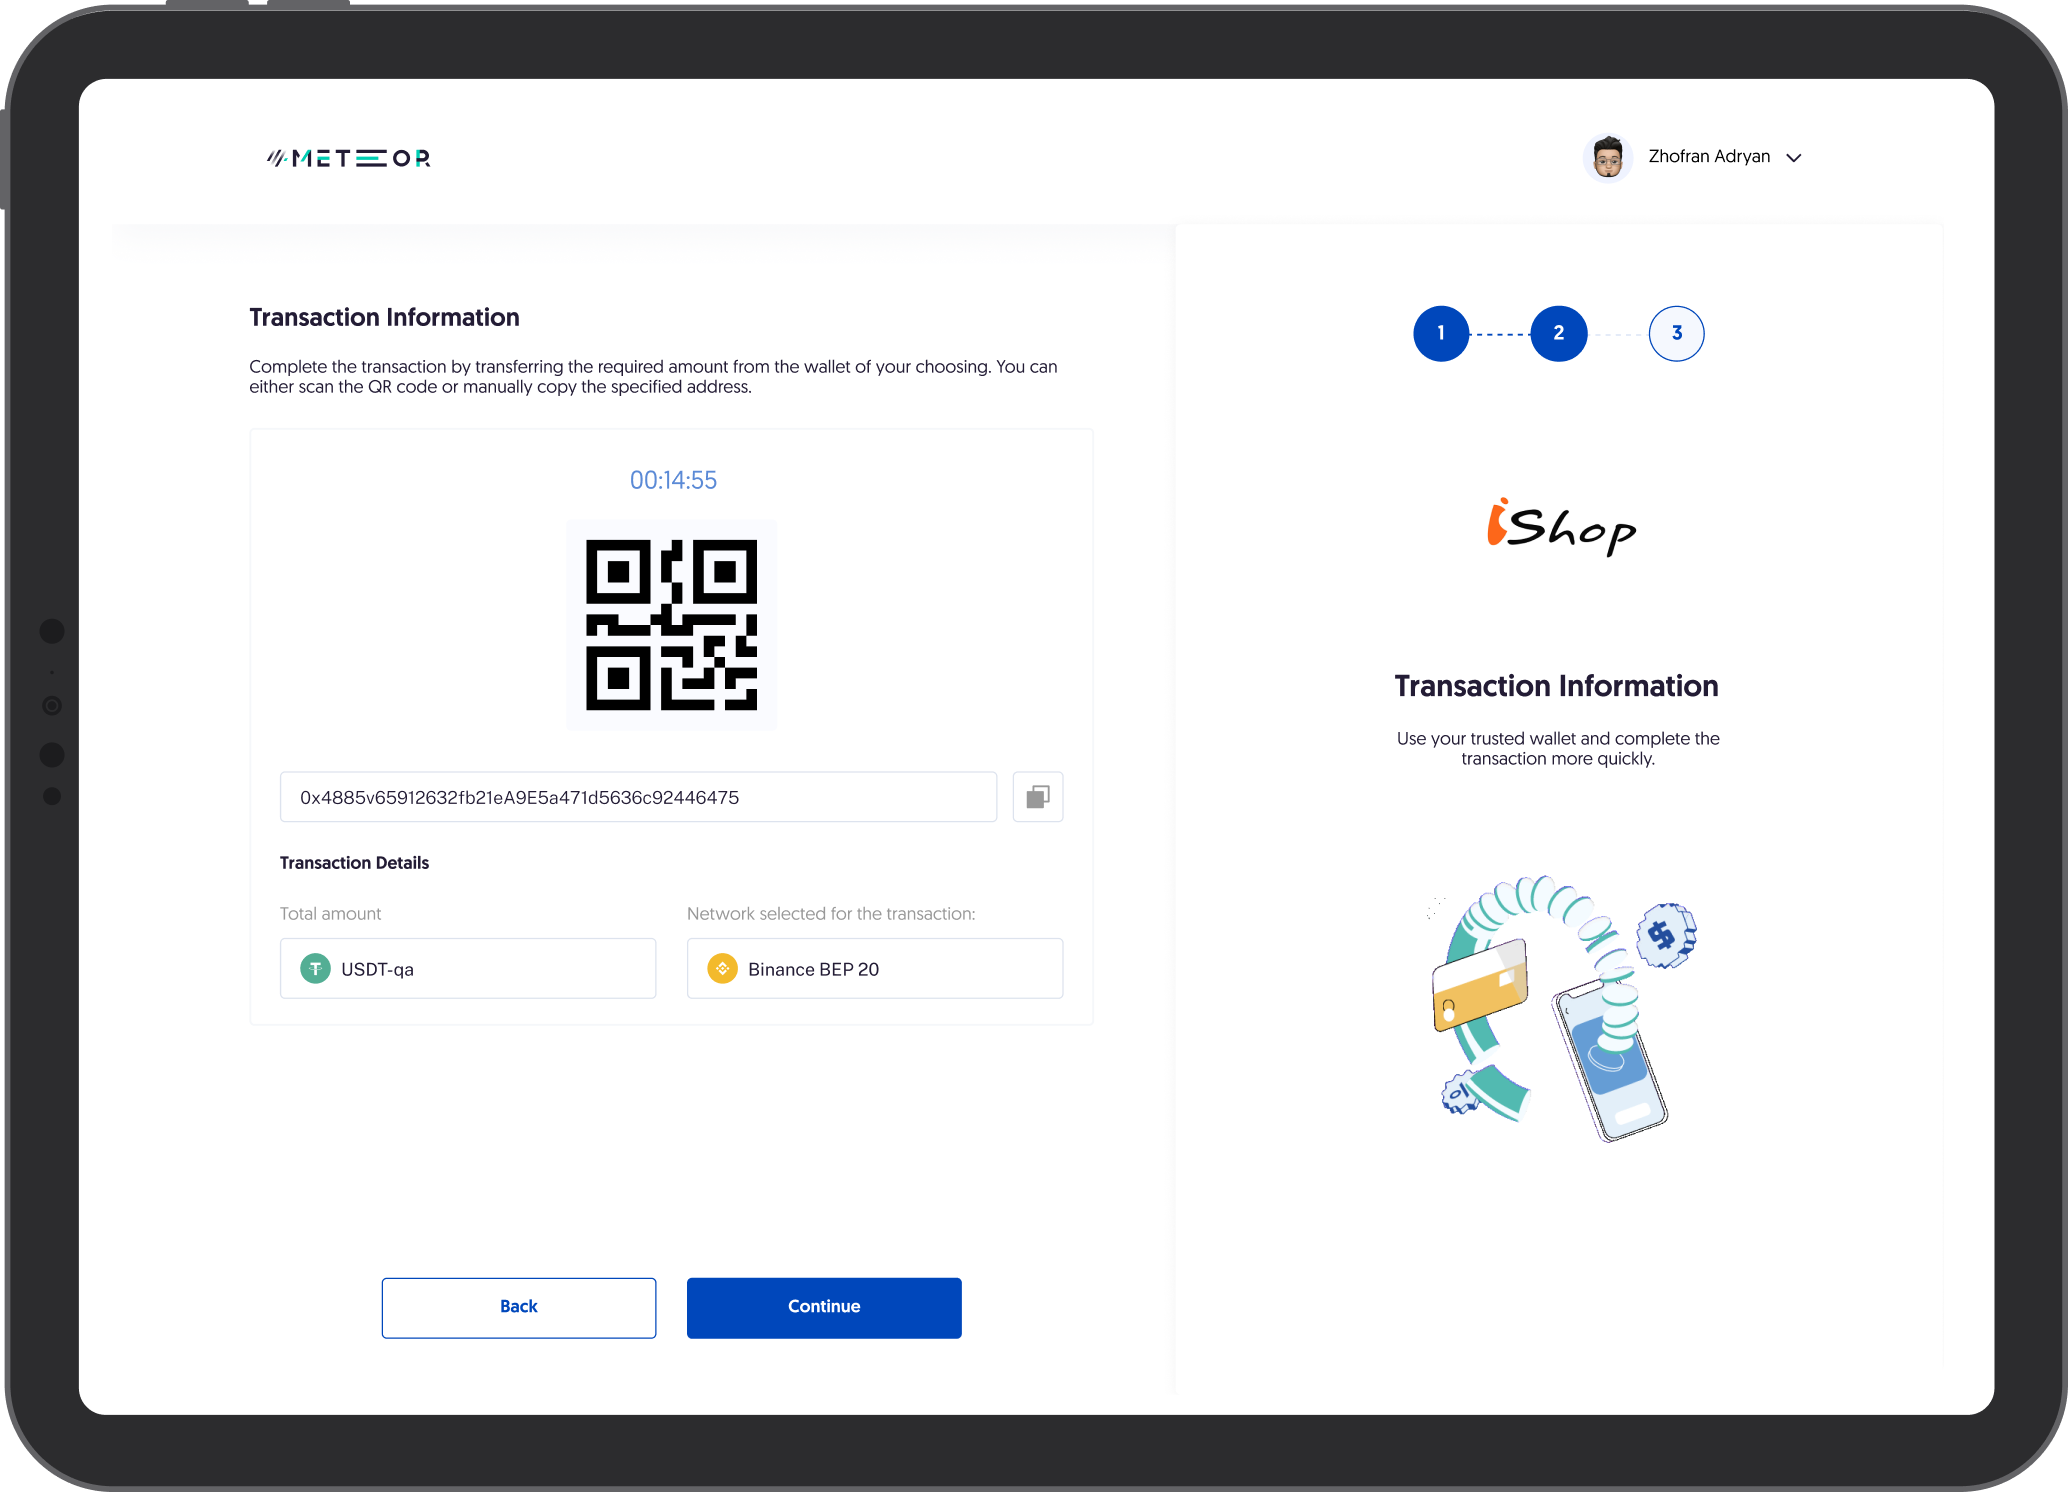 METEOR
Zhofran Adryan
Transaction Information
Complete the transaction by transferring the required amount from the wallet of your choosing. You can
either scan the QR code or manually copy the specified address.
00:14:55
0x4885v65912632fb21eA9E5a471d5636c92446475
Transaction Details
Total amount
Network selected for the transaction:
USDT-qa
Binance BEP 20
Back
Continue
1
2
3
iShop
Transaction Information
Use your trusted wallet and complete the
transaction more quickly.